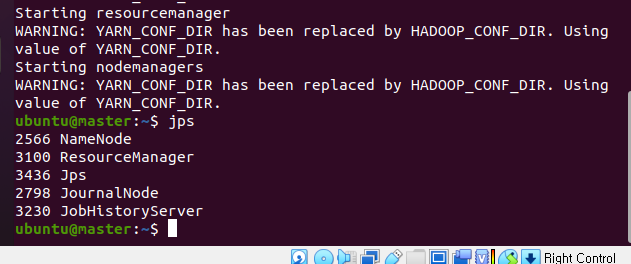 Starting resourcemanager
WARNING: YARN_CONF_DIR has been replaced by HADOOP_CONF_DIR. Using
value of YARN_CONF_DIR.
Starting nodemanagers
WARNING: YARN_CONF_DIR has been replaced by HADOOP_CONF_DIR. Using
value of YARN_CONF_DIR.
ubuntu@master:~$ jps
2566 NameNode
3100 ResourceManager
3436 Jps
2798 JournalNode
3230 JobHistoryServer
ubuntu@master:~$
Right Control